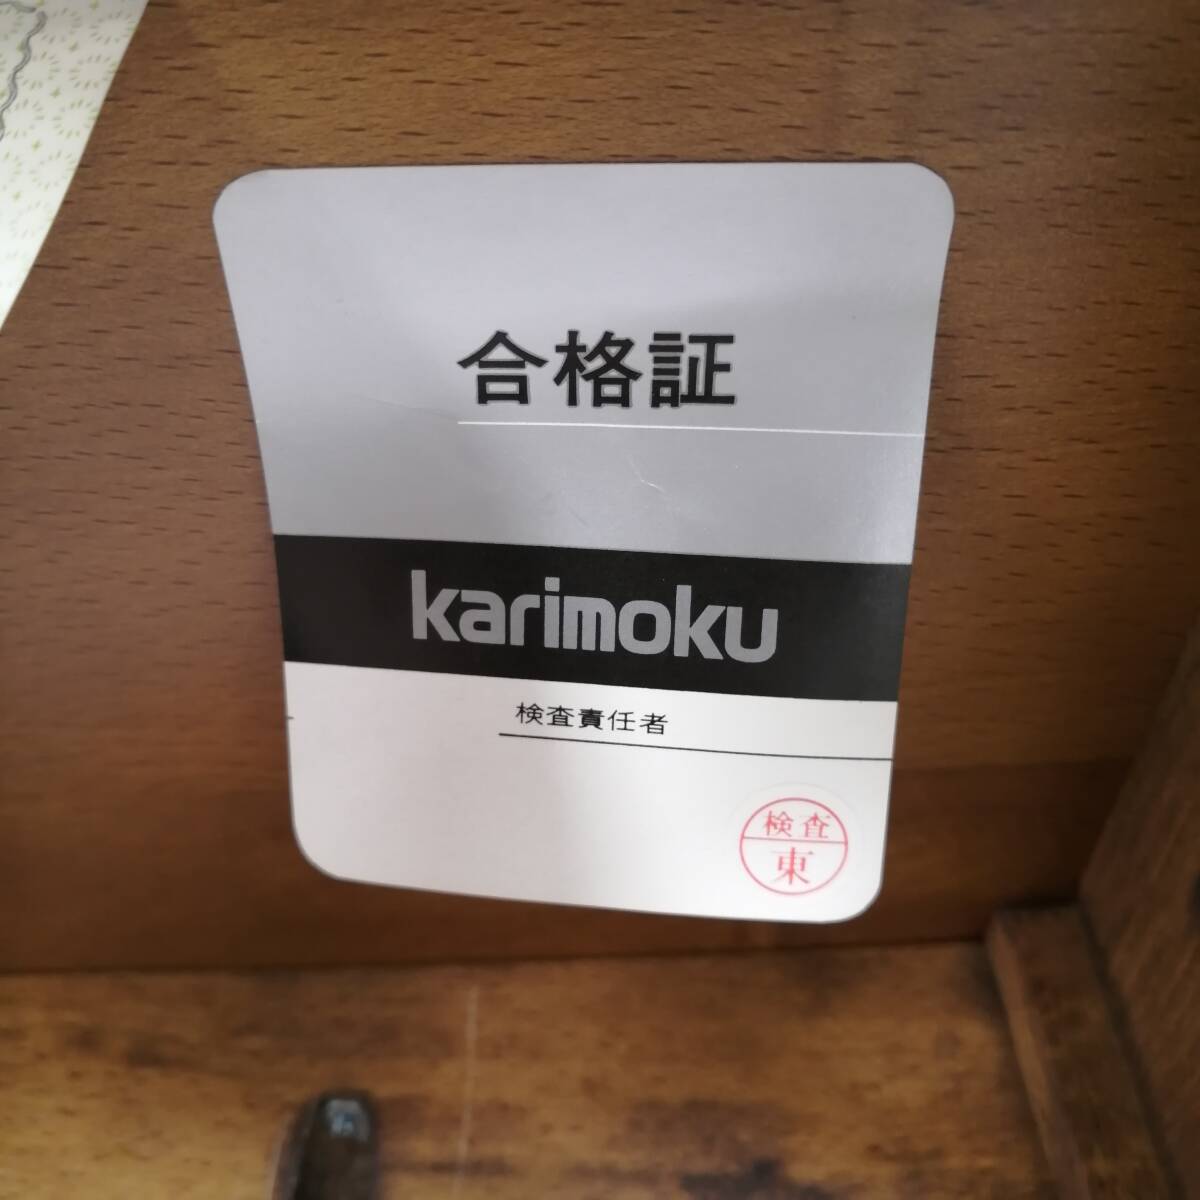 合格証
karimoku
検査責任者
検査
東